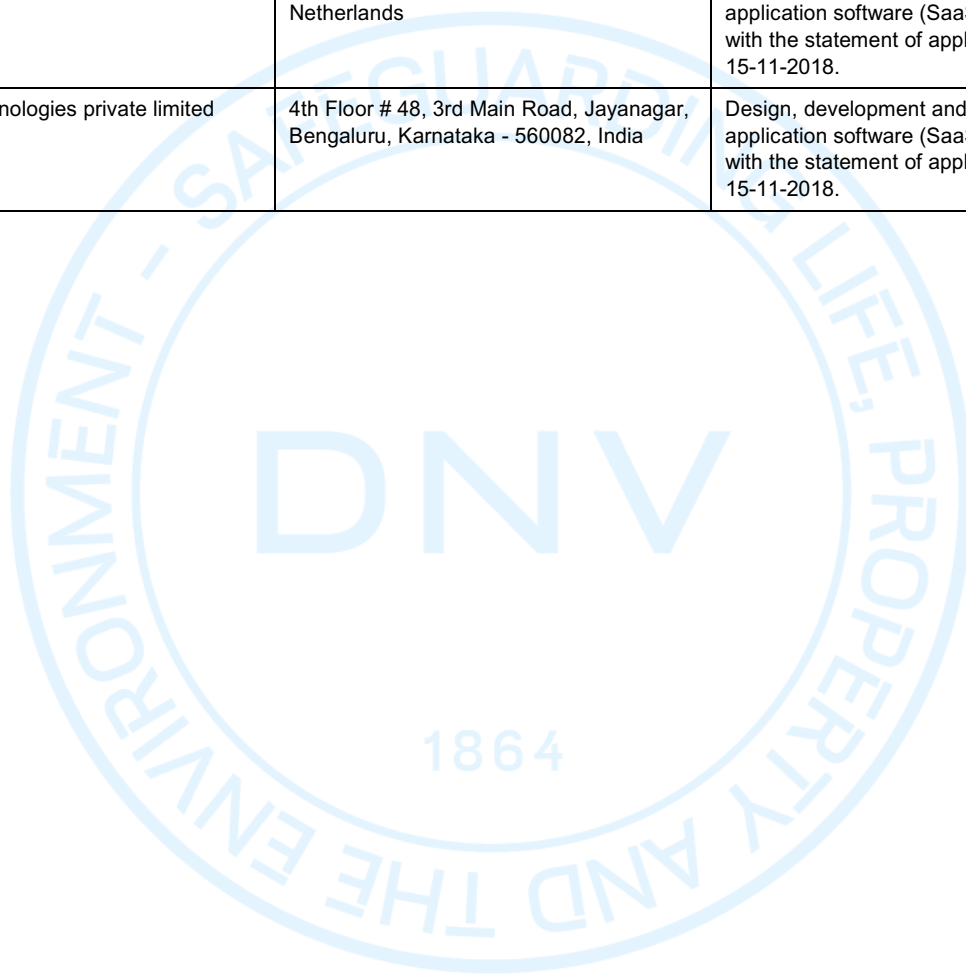 Netherlands
application software (Saa
with the statement of appl
15-11-2018.
nologies private limited
4th Floor # 48, 3rd Main Road, Jayanagar,
Bengaluru, Karnataka - 560082, India
Design, development and
application software (Saa
with the statement of appl
15-11-2018.
SAFEGUARDING LIFE, PROPERTY AND THE ENVIRONMENT -
DNV
1864